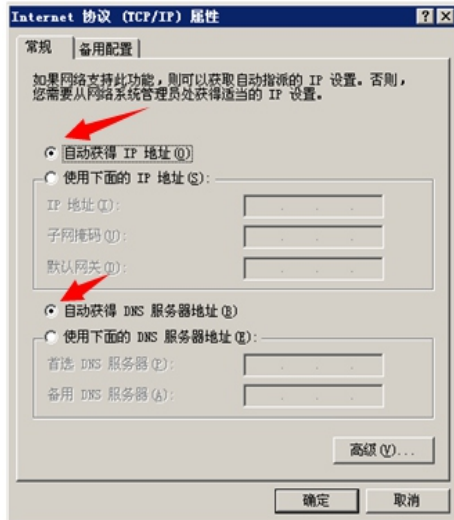 Internet 协议 (TCP/IP) 属性
常规
备用配置
如果网络支持此功能，则可以获取自动指派的 IP 设置。否则，
您需要从网络系统管理员处获得适当的 IP 设置。
自动获得 IP 地址(O)
使用下面的 IP 地址(S):
IP 地址(I):
子网掩码(U):
默认网关(D):
自动获得 DNS 服务器地址(B)
使用下面的 DNS 服务器地址(E):
首选 DNS 服务器(P):
备用 DNS 服务器(A):
高级(V)...
确定
取消